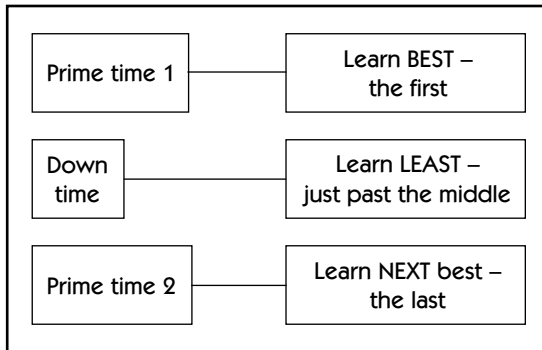 Prime time 1
Learn BEST –
the first
Down
time
Learn LEAST –
just past the middle
Prime time 2
Learn NEXT best –
the last